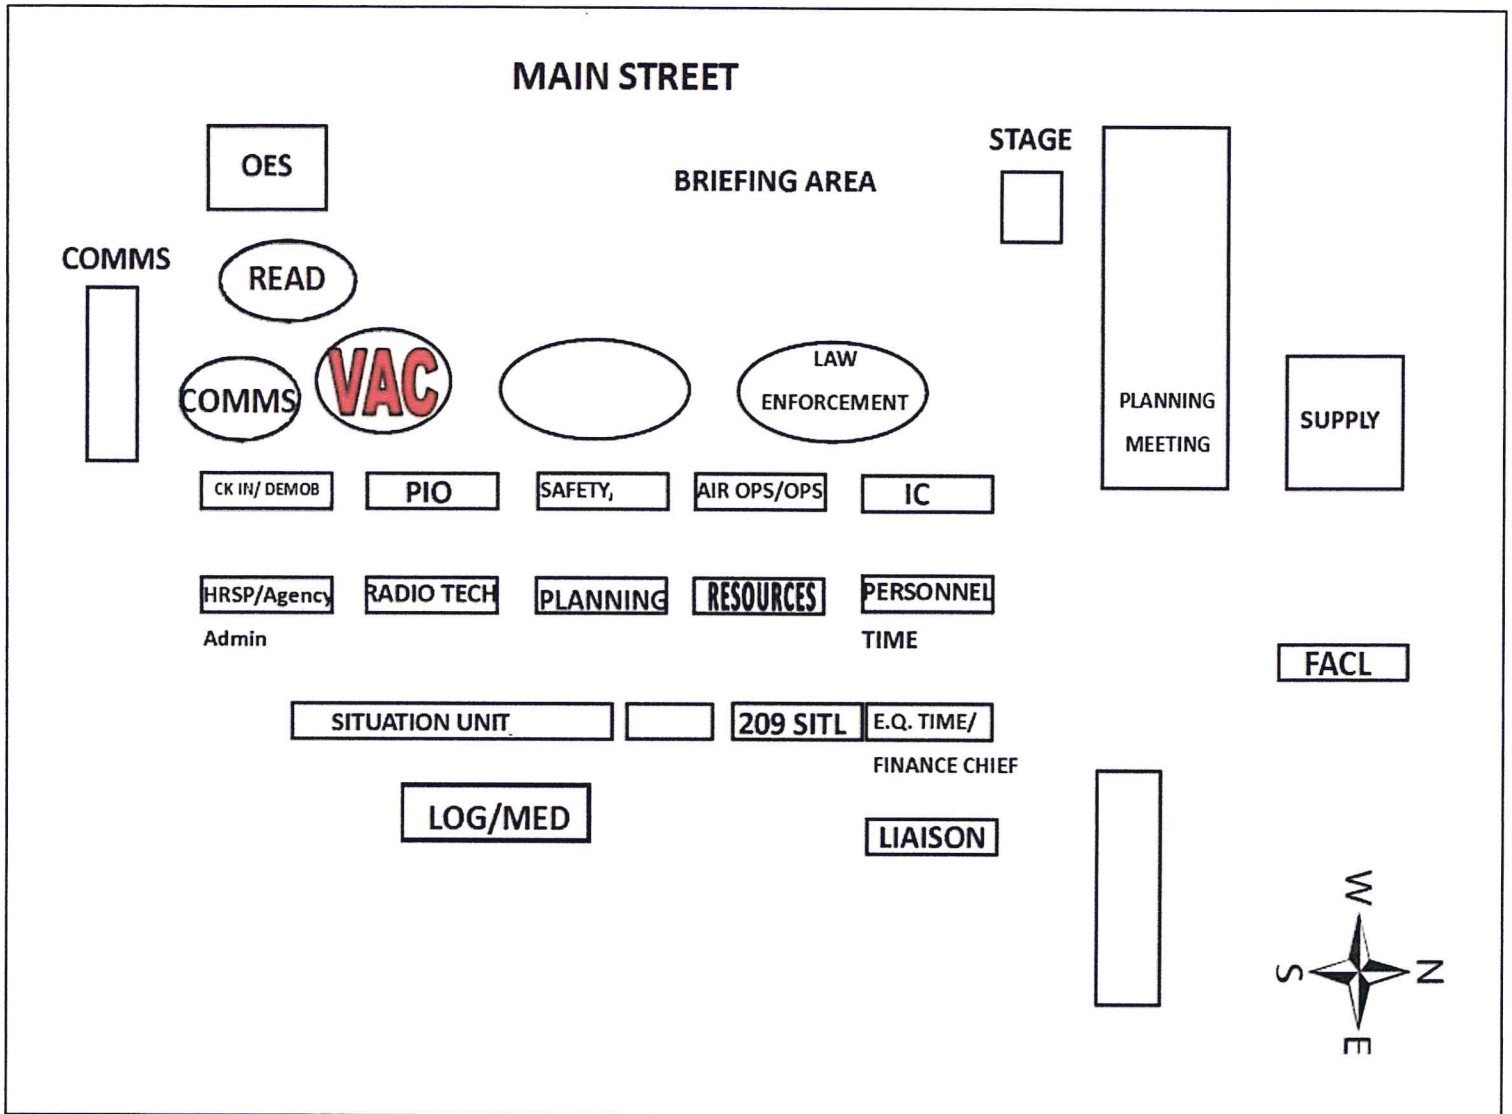 MAIN STREET
STAGE
OES
BRIEFING AREA
COMMS
READ
VAC
COMMS
LAW
ENFORCEMENT
PLANNING
MEETING
SUPPLY
CK IN/ DEMOB
PIO
SAFETY,
AIR OPS/OPS
IC
HRSP/Agency
Admin
RADIO TECH
PLANNING
RESOURCES
PERSONNEL
TIME
FACL
SITUATION UNIT
209 SITL
E.Q. TIME/
FINANCE CHIEF
LOG/MED
LIAISON
W
S
N
E